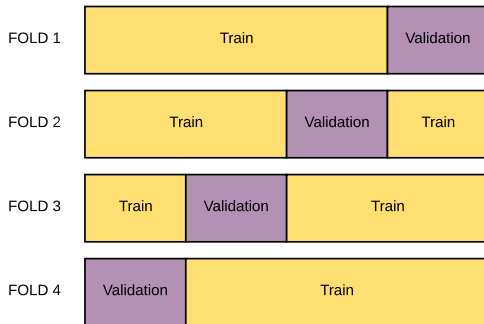 FOLD 1 Train Validation
FOLD 2 Train Validation Train
FOLD 3 Train Validation Train
FOLD 4 Validation Train